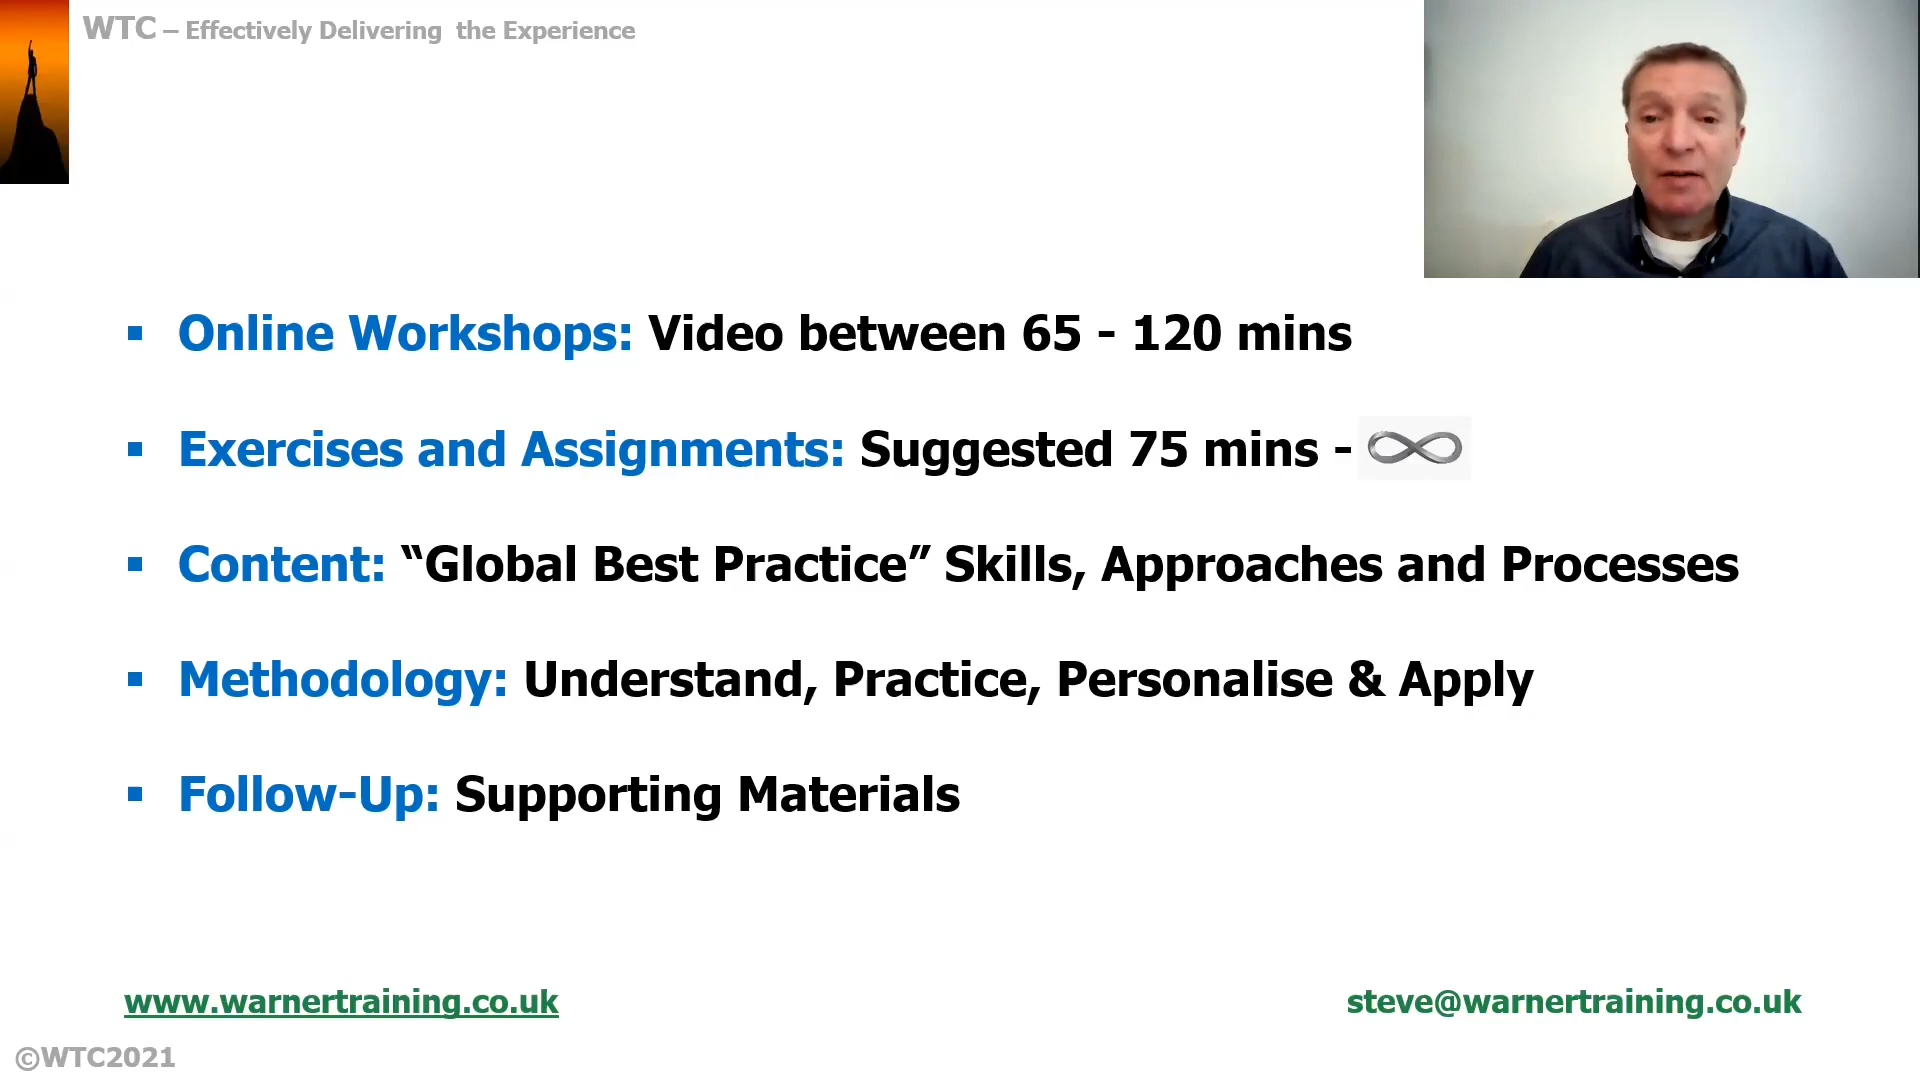 WTC – Effectively Delivering the Experience
▪ Online Workshops: Video between 65 - 120 mins
▪ Exercises and Assignments: Suggested 75 mins - ∞
▪ Content: “Global Best Practice” Skills, Approaches and Processes
▪ Methodology: Understand, Practice, Personalise & Apply
▪ Follow-Up: Supporting Materials
www.warnertraining.co.uk
steve@warnertraining.co.uk
©WTC2021